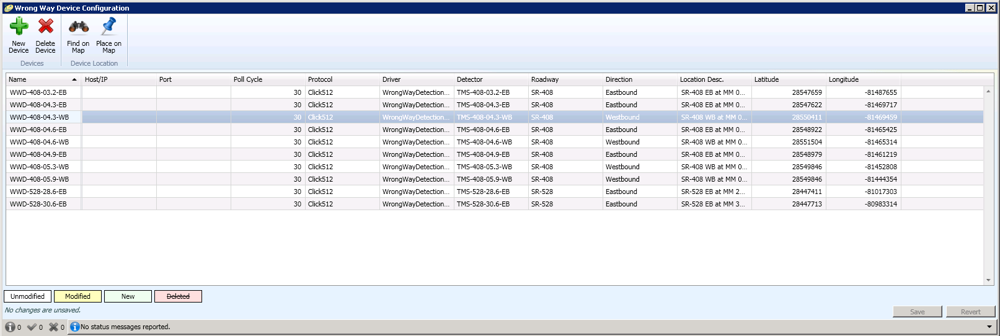 Wrong Way Device Configuration
New Device
Delete Device
Find on Map
Place on Map
Devices
Device Location
Name Host/IP Port Poll Cycle Protocol Driver Detector Roadway Direction Location Desc. Latitude Longitude
WWD-408-03.2-EB 30 Click512 WrongWayDetection... TMS-408-03.2-EB SR-408 Eastbound SR-408 EB at MM 0... 28547659 -81487655
WWD-408-04.3-EB 30 Click512 WrongWayDetection... TMS-408-04.3-EB SR-408 Eastbound SR-408 EB at MM 0... 28547622 -81469717
WWD-408-04.3-WB 30 Click512 WrongWayDetection... TMS-408-04.3-WB SR-408 Westbound SR-408 WB at MM 0... 28550411 -81469459
WWD-408-04.6-EB 30 Click512 WrongWayDetection... TMS-408-04.6-EB SR-408 Eastbound SR-408 EB at MM 0... 28548922 -81465425
WWD-408-04.6-WB 30 Click512 WrongWayDetection... TMS-408-04.6-WB SR-408 Westbound SR-408 WB at MM 0... 28551504 -81465314
WWD-408-04.9-EB 30 Click512 WrongWayDetection... TMS-408-04.9-EB SR-408 Eastbound SR-408 EB at MM 0... 28548979 -81461219
WWD-408-05.3-WB 30 Click512 WrongWayDetection... TMS-408-05.3-WB SR-408 Westbound SR-408 WB at MM 0... 28549846 -81452808
WWD-408-05.9-WB 30 Click512 WrongWayDetection... TMS-408-05.9-WB SR-408 Westbound SR-408 WB at MM 0... 28549846 -81444354
WWD-528-28.6-EB 30 Click512 WrongWayDetection... TMS-528-28.6-EB SR-528 Eastbound SR-528 EB at MM 2... 28447411 -81017303
WWD-528-30.6-EB 30 Click512 WrongWayDetection... TMS-528-30.6-EB SR-528 Eastbound SR-528 EB at MM 3... 28447713 -80983314
Unmodified Modified New Deleted
No changes are unsaved.
Save Revert
0 0 0 No status messages reported.